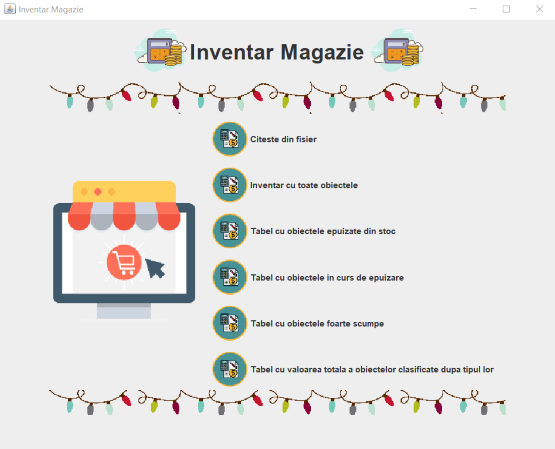 Inventar Magazie
Inventar Magazie
Citeste din fisier
Inventar cu toate obiectele
Tabel cu obiectele epuizate din stoc
Tabel cu obiectele in curs de epuizare
Tabel cu obiectele foarte scumpe
Tabel cu valoarea totala a obiectelor clasificate dupa tipul lor